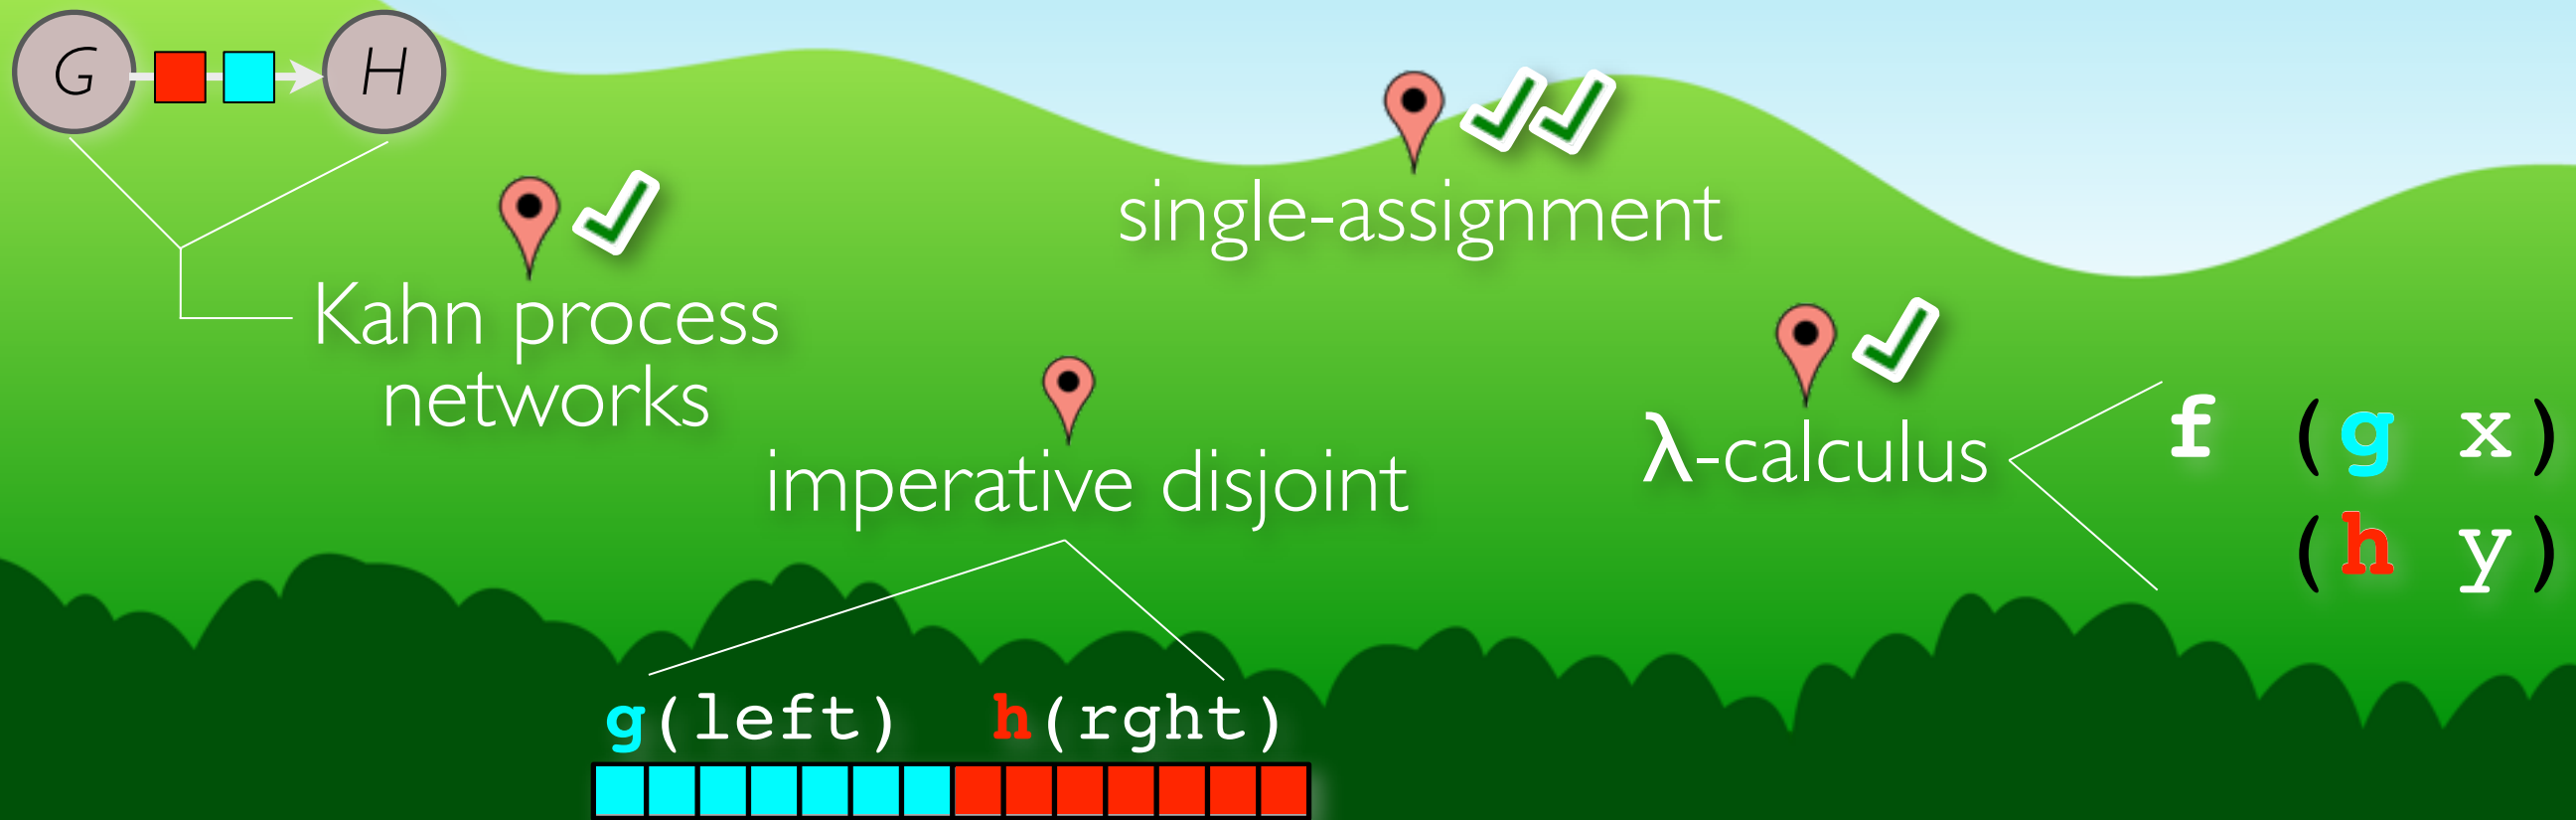 G H
single-assignment
Kahn process
networks
imperative disjoint
λ-calculus
f (g x)
(h y)
g(left) h(rght)